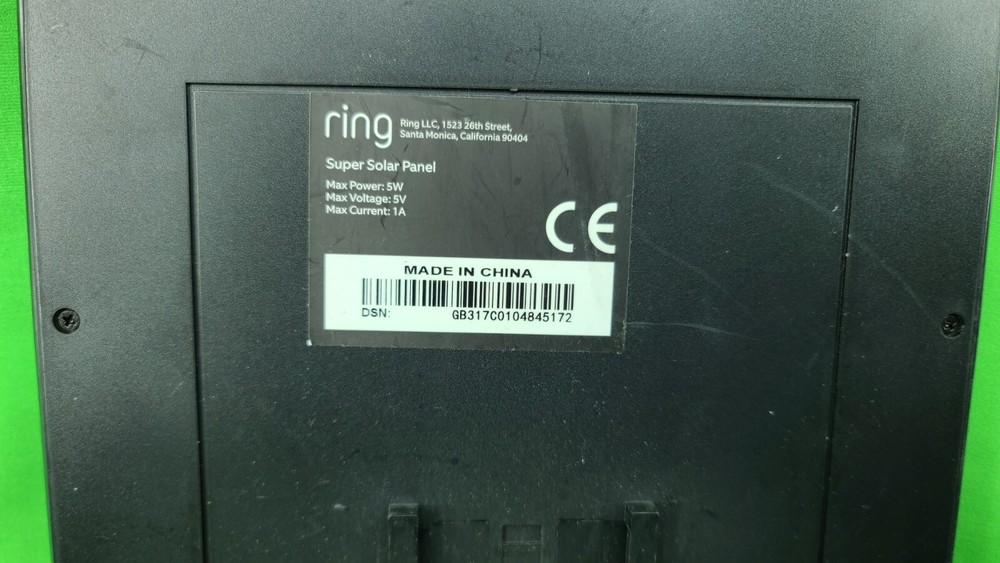 ring
Ring LLC, 1523 26th Street,
Santa Monica, California 90404
Super Solar Panel
Max Power: 5W
Max Voltage: 5V
Max Current: 1A
CE
MADE IN CHINA
DSN: GB317C0104845172